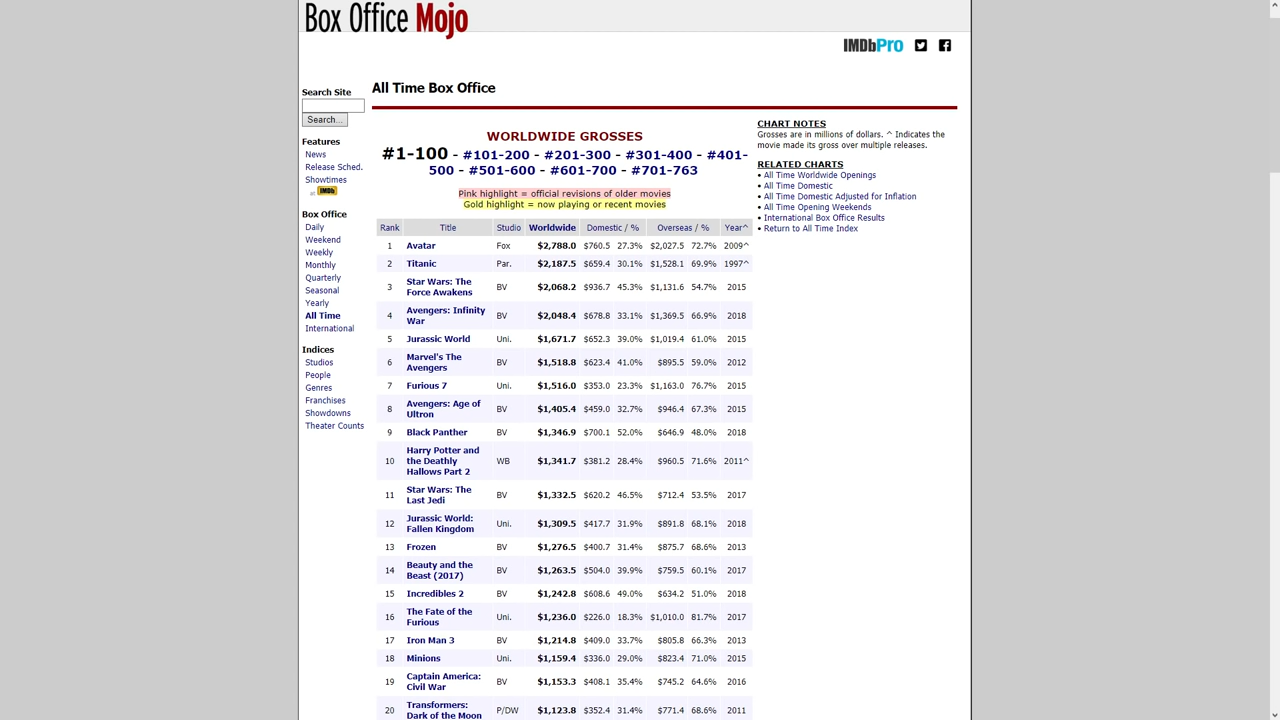 Box Office Mojo
IMDbPro
Search Site
Search...
Features
News
Release Sched.
Showtimes
at IMDb
Box Office
Daily
Weekend
Weekly
Monthly
Quarterly
Seasonal
Yearly
All Time
International
Indices
Studios
People
Genres
Franchises
Showdowns
Theater Counts
All Time Box Office
WORLDWIDE GROSSES
#1-100 - #101-200 - #201-300 - #301-400 - #401-
500 - #501-600 - #601-700 - #701-763
Pink highlight = official revisions of older movies
Gold highlight = now playing or recent movies
Rank Title Studio Worldwide Domestic / % Overseas / % Year^
1 Avatar Fox $2,788.0 $760.5 27.3% $2,027.5 72.7% 2009^
2 Titanic Par. $2,187.5 $659.4 30.1% $1,528.1 69.9% 1997^
3 Star Wars: The
Force Awakens BV $2,068.2 $936.7 45.3% $1,131.6 54.7% 2015
4 Avengers: Infinity
War BV $2,048.4 $678.8 33.1% $1,369.5 66.9% 2018
5 Jurassic World Uni. $1,671.7 $652.3 39.0% $1,019.4 61.0% 2015
6 Marvel's The
Avengers BV $1,518.8 $623.4 41.0% $895.5 59.0% 2012
7 Furious 7 Uni. $1,516.0 $353.0 23.3% $1,163.0 76.7% 2015
8 Avengers: Age of
Ultron BV $1,405.4 $459.0 32.7% $946.4 67.3% 2015
9 Black Panther BV $1,346.9 $700.1 52.0% $646.9 48.0% 2018
10 Harry Potter and
the Deathly
Hallows Part 2 WB $1,341.7 $381.2 28.4% $960.5 71.6% 2011^
11 Star Wars: The
Last Jedi BV $1,332.5 $620.2 46.5% $712.4 53.5% 2017
12 Jurassic World:
Fallen Kingdom Uni. $1,309.5 $417.7 31.9% $891.8 68.1% 2018
13 Frozen BV $1,276.5 $400.7 31.4% $875.7 68.6% 2013
14 Beauty and the
Beast (2017) BV $1,263.5 $504.0 39.9% $759.5 60.1% 2017
15 Incredibles 2 BV $1,242.8 $608.6 49.0% $634.2 51.0% 2018
16 The Fate of the
Furious Uni. $1,236.0 $226.0 18.3% $1,010.0 81.7% 2017
17 Iron Man 3 BV $1,214.8 $409.0 33.7% $805.8 66.3% 2013
18 Minions Uni. $1,159.4 $336.0 29.0% $823.4 71.0% 2015
19 Captain America:
Civil War BV $1,153.3 $408.1 35.4% $745.2 64.6% 2016
20 Transformers:
Dark of the Moon P/DW $1,123.8 $352.4 31.4% $771.4 68.6% 2011
CHART NOTES
Grosses are in millions of dollars. ^ Indicates the
movie made its gross over multiple releases.
RELATED CHARTS
• All Time Worldwide Openings
• All Time Domestic
• All Time Domestic Adjusted for Inflation
• All Time Opening Weekends
• International Box Office Results
• Return to All Time Index